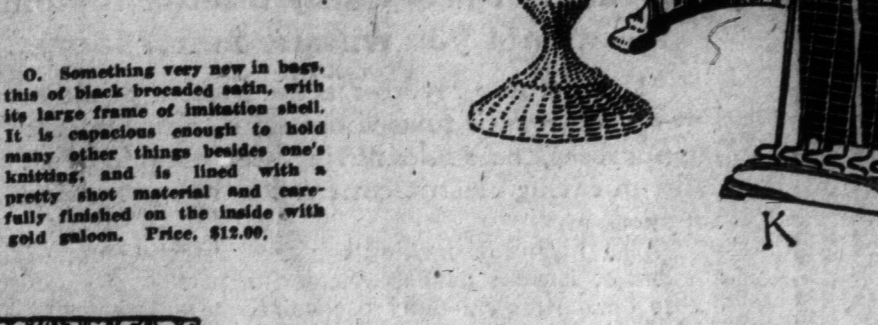 O. Something very new in bags,
this of black brocaded satin, with
its large frame of imitation shell.
It is capacious enough to hold
many other things besides one's
knitting, and is lined with a
pretty shot material and care-
fully finished on the inside with
gold galoon. Price, $12.00.
K